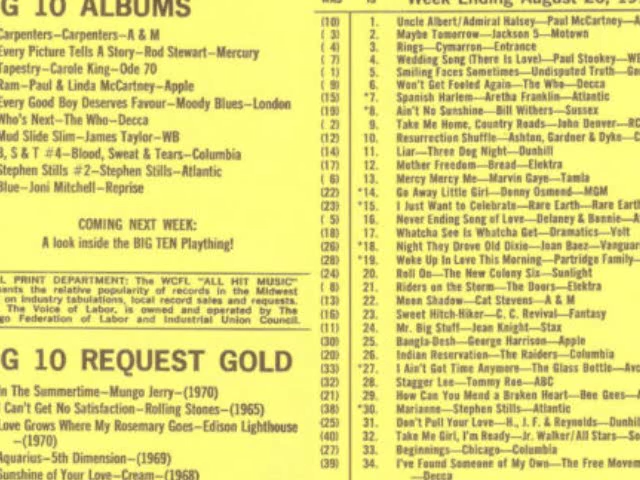 G 10 ALBUMS
Carpenters—Carpenters—A & M
Every Picture Tells A Story—Rod Stewart—Mercury
Tapestry—Carole King—Ode 70
Ram—Paul & Linda McCartney—Apple
Every Good Boy Deserves Favour—Moody Blues—London
Who's Next—The Who—Decca
Mud Slide Slim—James Taylor—WB
B, S & T #4—Blood, Sweat & Tears—Columbia
Stephen Stills #2—Stephen Stills—Atlantic
Blue—Joni Mitchell—Reprise
COMING NEXT WEEK:
A look inside the BIG TEN Plaything!
L PRINT DEPARTMENT: The WCFL "ALL HIT MUSIC"
ents the relative popularity of records in the Midwest
on industry tabulations, local record sales and requests.
The Voice of Labor, is owned and operated by The
go Federation of Labor and Industrial Union Council.
G 10 REQUEST GOLD
In The Summertime—Mungo Jerry—(1970)
I Can't Get No Satisfaction—Rolling Stones—(1965)
Love Grows Where My Rosemary Goes—Edison Lighthouse
—(1970)
Aquarius—5th Dimension—(1969)
Sunshine of Your Love—Cream—(1968)
Week Ending August
(10) 1. Uncle Albert/Admiral Halsey—Paul McCartney—A
( 3) 2. Maybe Tomorrow—Jackson 5—Motown
( 4) 3. Rings—Cymarron—Entrance
( 7) 4. Wedding Song (There Is Love)—Paul Stookey—WB
( 1) 5. Smiling Faces Sometimes—Undisputed Truth—Go
( 9) 6. Won't Get Fooled Again—The Who—Decca
(15) *7. Spanish Harlem—Aretha Franklin—Atlantic
(19) *8. Ain't No Sunshine—Bill Withers—Sussex
( 2) 9. Take Me Home, Country Roads—John Denver—RC
(12) 10. Resurrection Shuffle—Ashton, Gardner & Dyke—C
(14) 11. Liar—Three Dog Night—Dunhill
(17) 12. Mother Freedom—Bread—Elektra
( 6) 13. Mercy Mercy Me—Marvin Gaye—Tamla
(22) *14. Go Away Little Girl—Donny Osmond—MGM
(23) *15. I Just Want to Celebrate—Rare Earth—Rare Earth
( 5) 16. Never Ending Song of Love—Delaney & Bonnie—A
(18) 17. Whatcha See Is Whatcha Get—Dramatics—Volt
(26) *18. Night They Drove Old Dixie—Joan Baez—Vanguar
(28) *19. Woke Up In Love This Morning—Partridge Family—
(24) 20. Roll On—The New Colony Six—Sunlight
( 8) 21. Riders on the Storm—The Doors—Elektra
(13) 22. Moon Shadow—Cat Stevens—A & M
(16) 23. Sweet Hitch-Hiker—C. C. Revival—Fantasy
(11) 24. Mr. Big Stuff—Jean Knight—Stax
(30) 25. Bangla-Desh—George Harrison—Apple
(20) 26. Indian Reservation—The Raiders—Columbia
(33) *27. I Ain't Got Time Anymore—The Glass Bottle—Avc
(32) 28. Stagger Lee—Tommy Roe—ABC
(21) 29. How Can You Mend a Broken Heart—Bee Gees—A
(38) *30. Marianne—Stephen Stills—Atlantic
(25) 31. Don't Pull Your Love—H., J. F. & Reynolds—Dunhil
(40) 32. Take Me Girl, I'm Ready—Jr. Walker/All Stars—So
(27) 33. Beginnings—Chicago—Columbia
(39) 34. I've Found Someone of My Own—The Free Movem
—Decca